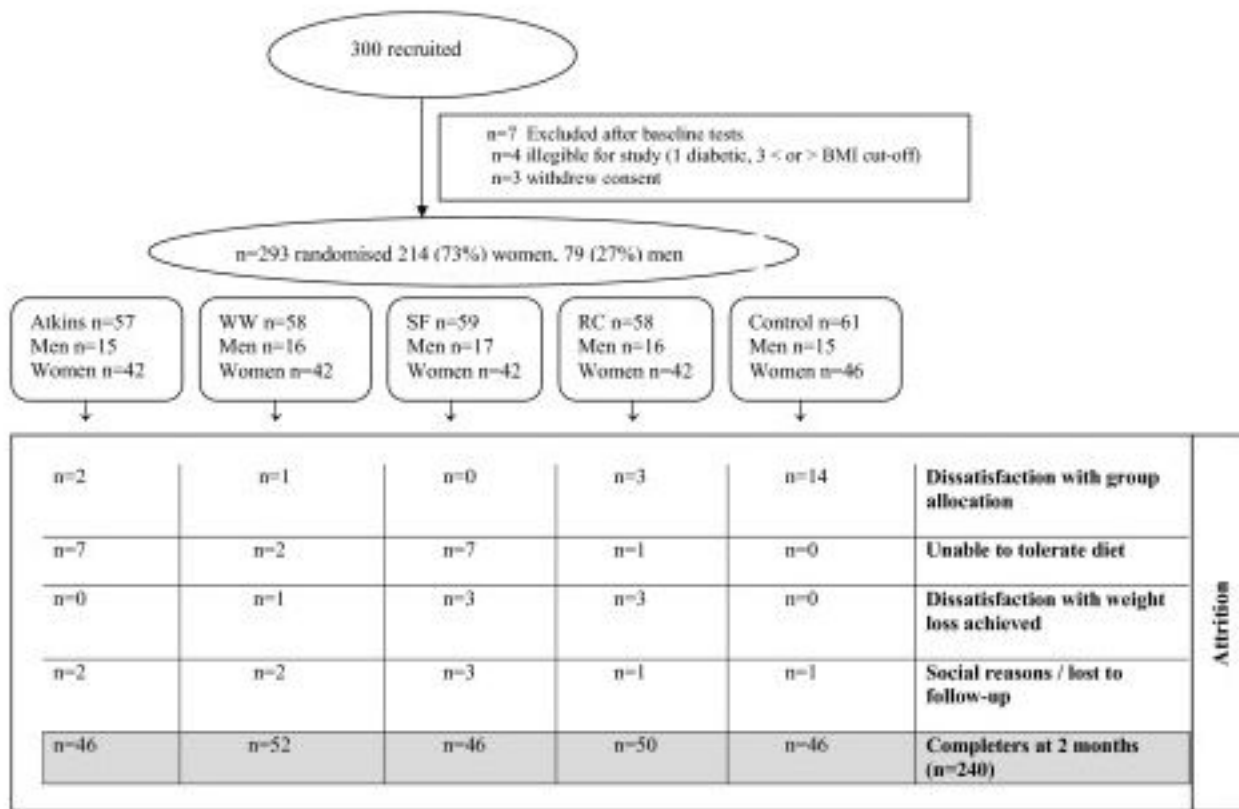 300 recruited
n=7 Excluded after baseline tests
n=4 illegible for study (1 diabetic, 3 < or > BMI cut-off)
n=3 withdrew consent
n=293 randomised 214 (73%) women, 79 (27%) men
Atkins n=57
Men n=15
Women n=42
WW n=58
Men n=16
Women n=42
SF n=59
Men n=17
Women n=42
RC n=58
Men n=16
Women n=42
Control n=61
Men n=15
Women n=46
n=2 n=1 n=0 n=3 n=14 Dissatisfaction with group
allocation
n=7 n=2 n=7 n=1 n=0 Unable to tolerate diet
n=0 n=1 n=3 n=3 n=0 Dissatisfaction with weight
loss achieved
n=2 n=2 n=3 n=1 n=1 Social reasons / lost to
follow-up
n=46 n=52 n=46 n=50 n=46 Completers at 2 months
(n=240)
Attrition